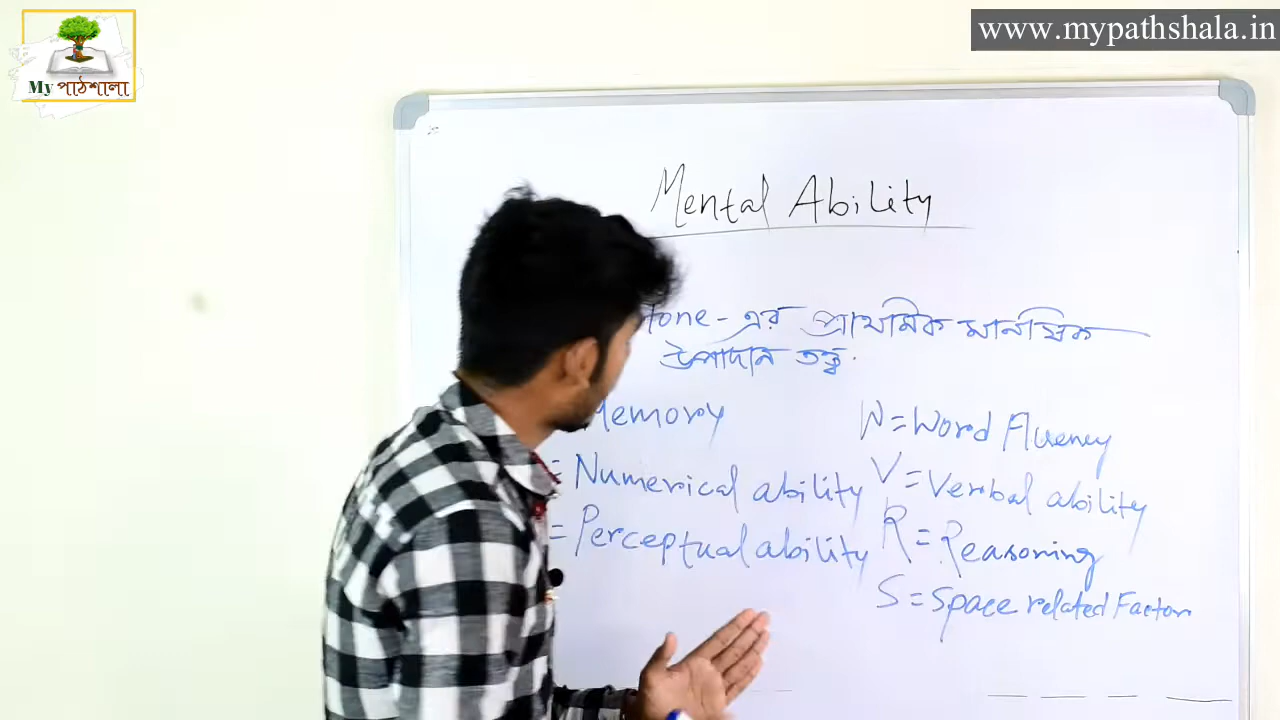 My পাঠশালা
www.mypathshala.in
Mental Ability
tone-এর প্রাথমিক মানষিক
উপাদান তত্ত্ব.
Memory
= Numerical ability
= Perceptual ability
W = Word Fluency
V = Verbal ability
R = Reasoning
S = Space related Factor